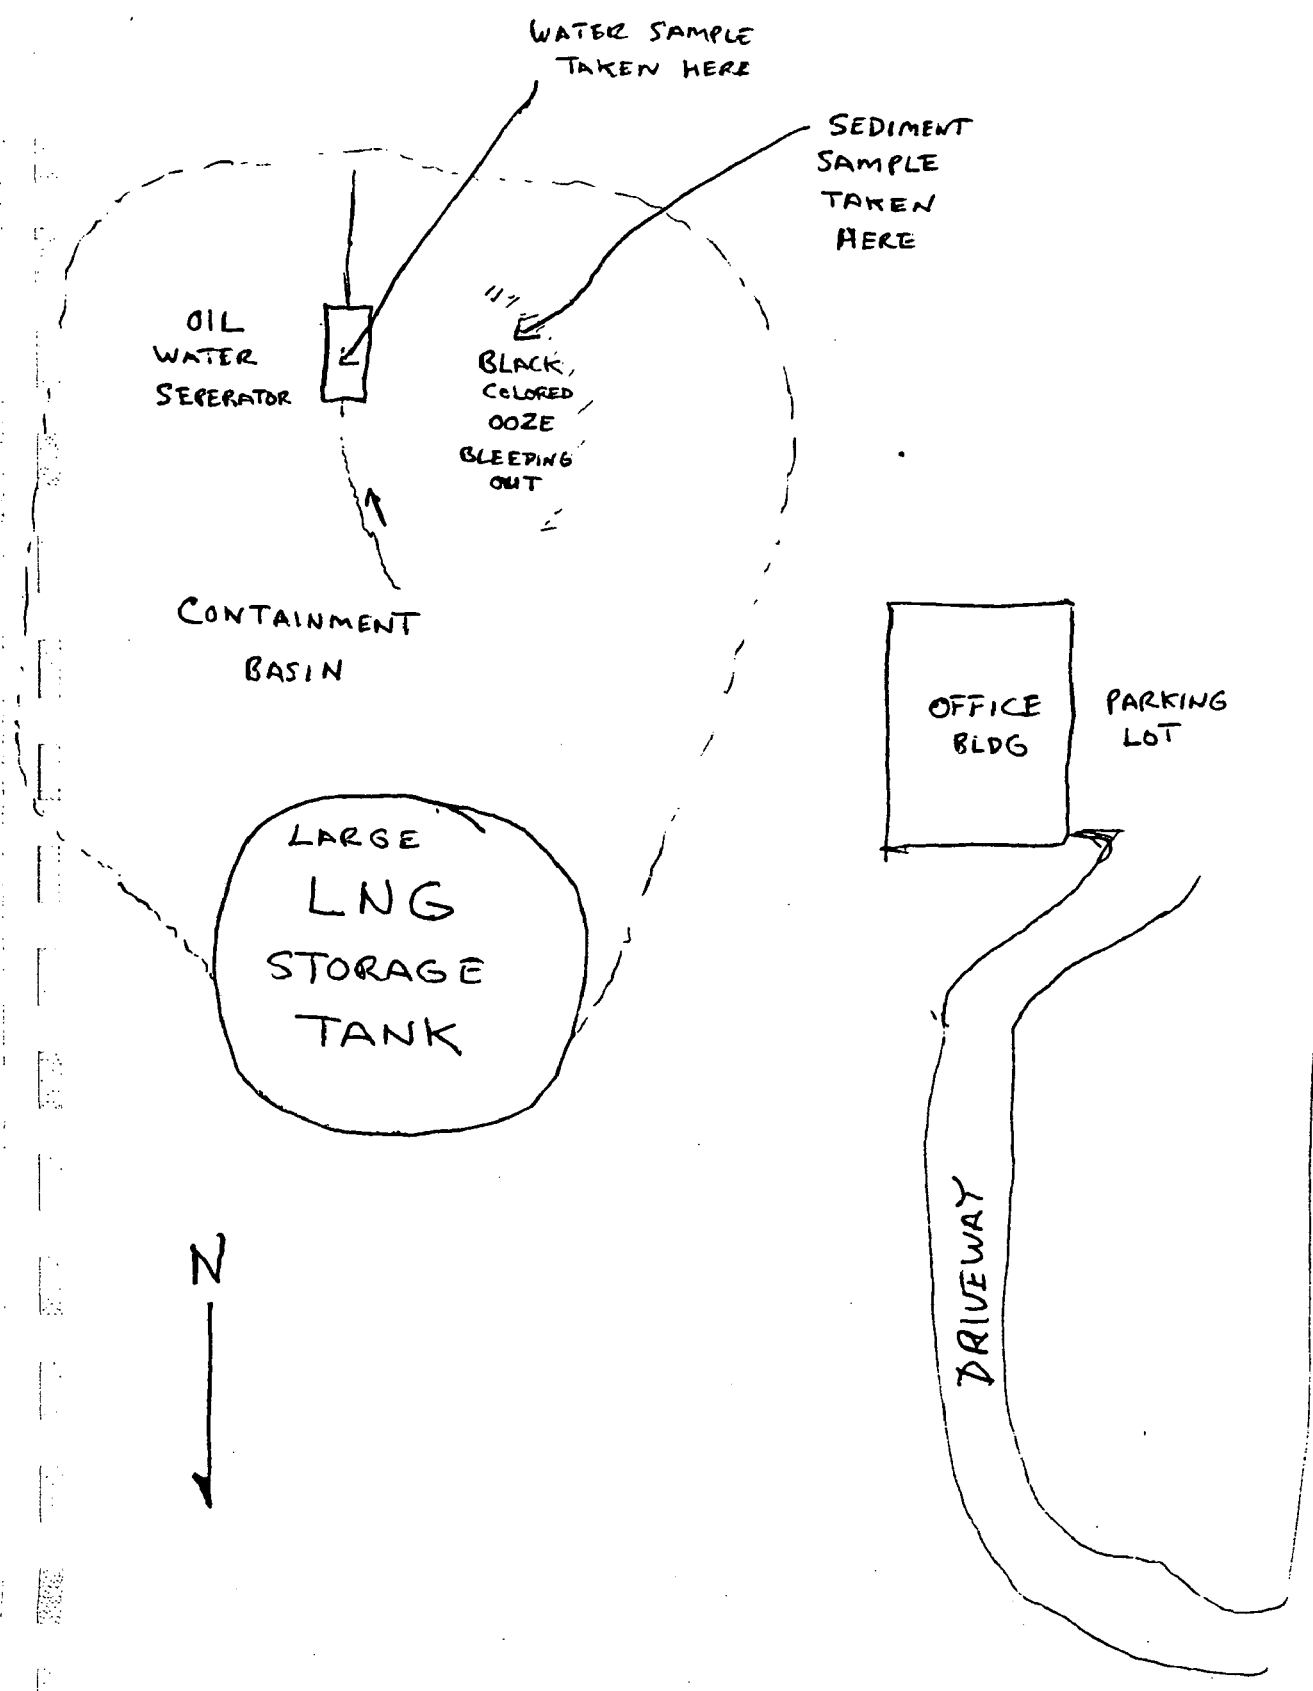 WATER SAMPLE
TAKEN HERE
SEDIMENT
SAMPLE
TAKEN
HERE
OIL
WATER
SEPERATOR
BLACK
COLORED
OOZE
BLEEDING
OUT
CONTAINMENT
BASIN
OFFICE
BLDG
PARKING
LOT
LARGE
LNG
STORAGE
TANK
N
DRIVEWAY